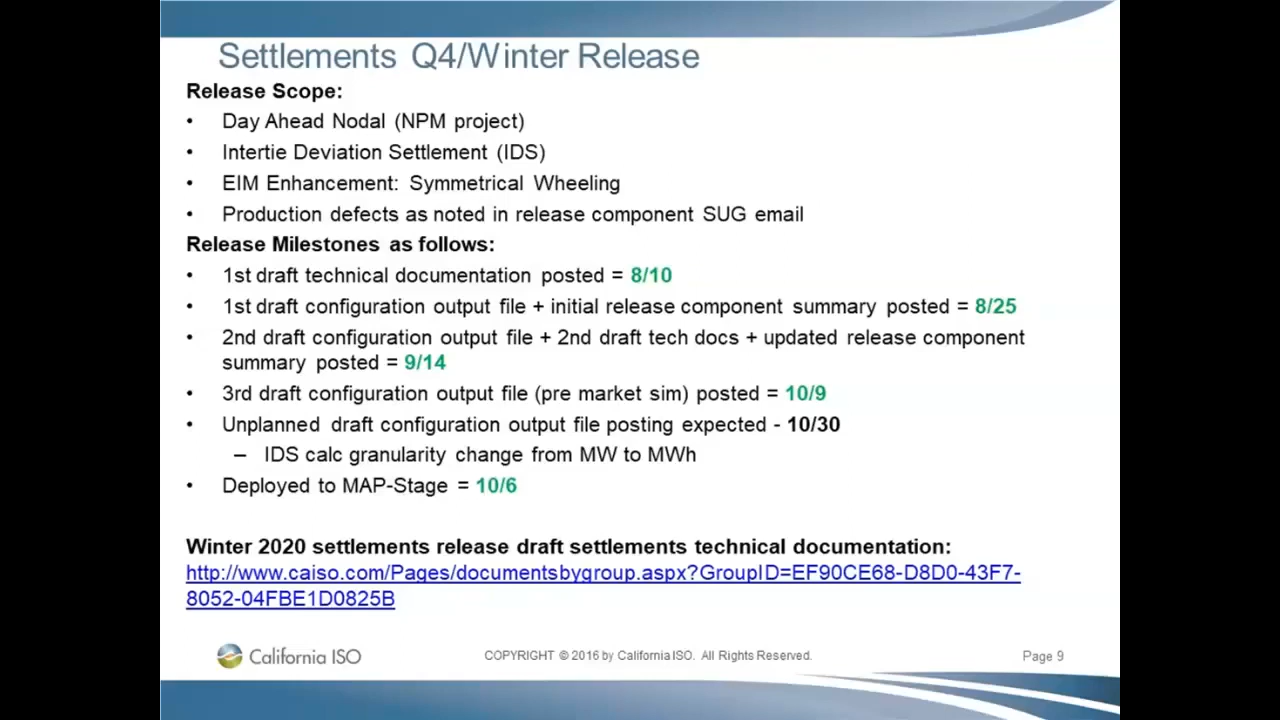 Settlements Q4/Winter Release
Release Scope:
• Day Ahead Nodal (NPM project)
• Intertie Deviation Settlement (IDS)
• EIM Enhancement: Symmetrical Wheeling
• Production defects as noted in release component SUG email
Release Milestones as follows:
• 1st draft technical documentation posted = 8/10
• 1st draft configuration output file + initial release component summary posted = 8/25
• 2nd draft configuration output file + 2nd draft tech docs + updated release component
summary posted = 9/14
• 3rd draft configuration output file (pre market sim) posted = 10/9
• Unplanned draft configuration output file posting expected - 10/30
– IDS calc granularity change from MW to MWh
• Deployed to MAP-Stage = 10/6
Winter 2020 settlements release draft settlements technical documentation:
http://www.caiso.com/Pages/documentsbygroup.aspx?GroupID=EF90CE68-D8D0-43F7-
8052-04FBE1D0825B
California ISO
COPYRIGHT © 2016 by California ISO. All Rights Reserved.
Page 9